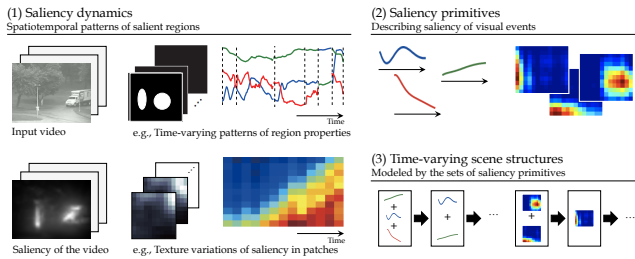 (1) Saliency dynamics
Spatiotemporal patterns of salient regions
Input video
e.g., Time-varying patterns of region properties
Time
Saliency of the video
e.g., Texture variations of saliency in patches
Time
(2) Saliency primitives
Describing saliency of visual events
(3) Time-varying scene structures
Modeled by the sets of saliency primitives
+
+
+
...
+
...